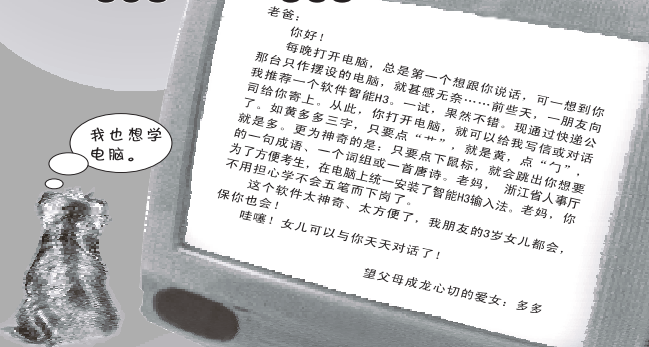 老爸：
你好！
每晚打开电脑，总是第一个想跟你说话，可一想到你
那台只作摆设的电脑，就甚感无奈……前些天，一朋友向
我推荐一个软件智能H3。一试，果然不错。现通过快递公
司给你寄上。从此，你打开电脑，就可以给我写信或对话
了。如黄多多三字，只要点“艹”，就是黄，点“勹”，
就是多。更为神奇的是：只要点下鼠标，就会跳出你想要
的一句成语、一个词组或一首唐诗。老妈，浙江省人事厅
为了方便考生，在电脑上统一安装了智能H3输入法。老妈，你
不用担心学不会五笔而下岗了。
这个软件太神奇、太方便了，我朋友的3岁女儿都会，
保你也会！
哇噻！女儿可以与你天天对话了！
望父母成龙心切的爱女：多多
我也想学
电脑。